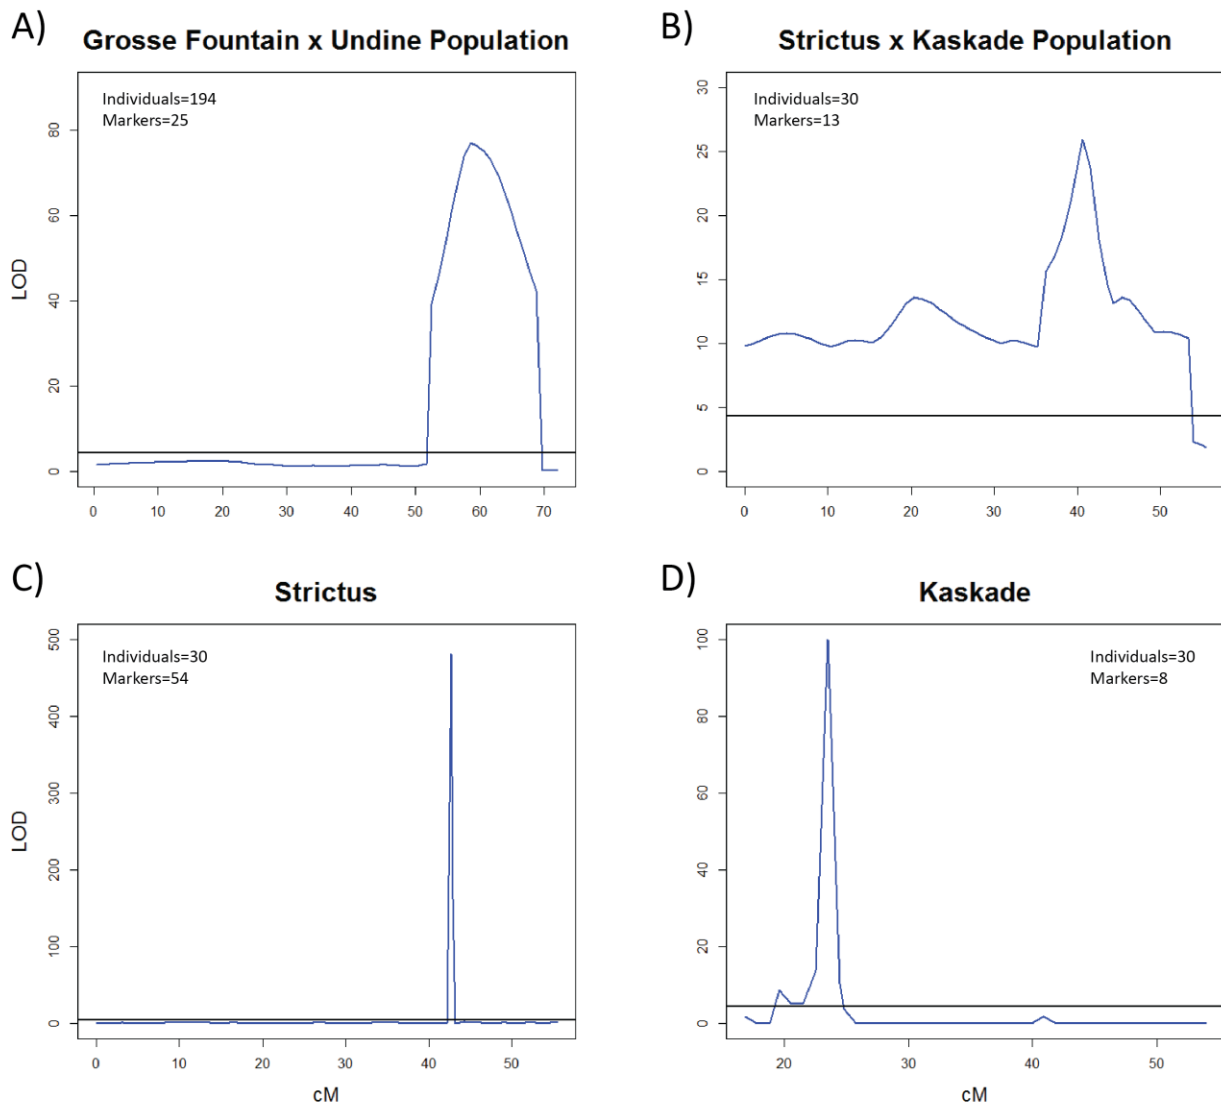 A)
Grosse Fountain x Undine Population
Individuals=194
Markers=25
LOD
0
20
40
60
80
0 10 20 30 40 50 60 70
B)
Strictus x Kaskade Population
Individuals=30
Markers=13
0
5
10
15
20
25
30
0 10 20 30 40 50
C)
Strictus
Individuals=30
Markers=54
LOD
0
100
200
300
400
500
0 10 20 30 40 50
cM
D)
Kaskade
Individuals=30
Markers=8
0
20
40
60
80
100
20 30 40 50
cM